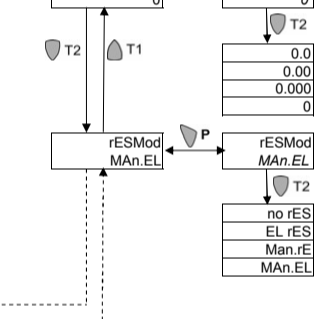 0
0
T2
T2
T1
0.0
0.00
0.000
0
rESMod
MAn.EL
P
rESMod
MAn.EL
T2
no rES
EL rES
Man.rE
MAn.EL